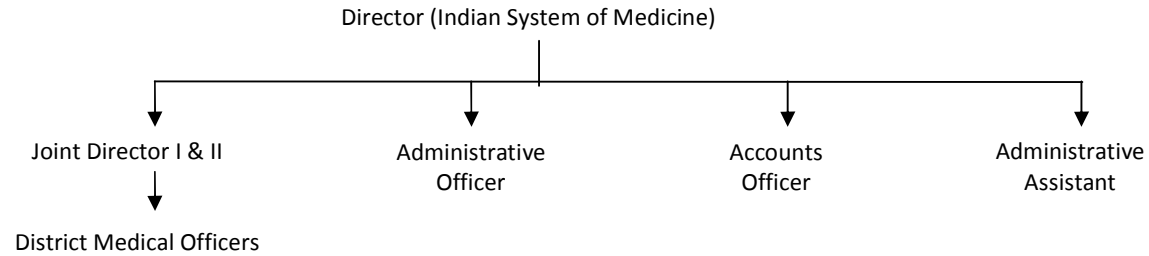 Director (Indian System of Medicine)
Joint Director I & II
Administrative
Officer
Accounts
Officer
Administrative
Assistant
District Medical Officers